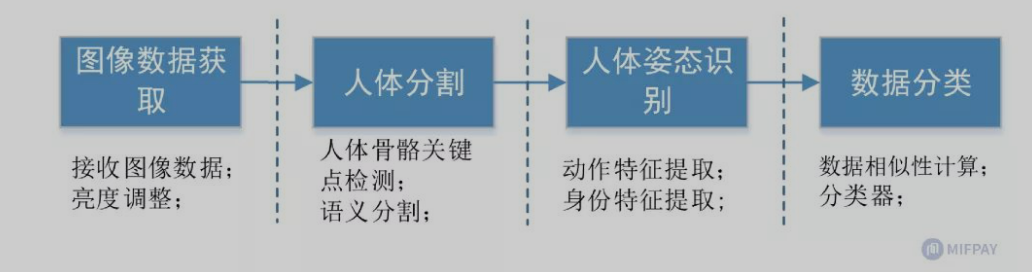 图像数据获
取
人体分割
人体姿态识
别
数据分类
接收图像数据；
亮度调整；
人体骨骼关键
点检测；
语义分割；
动作特征提取；
身份特征提取；
数据相似性计算；
分类器；
MIFPAY